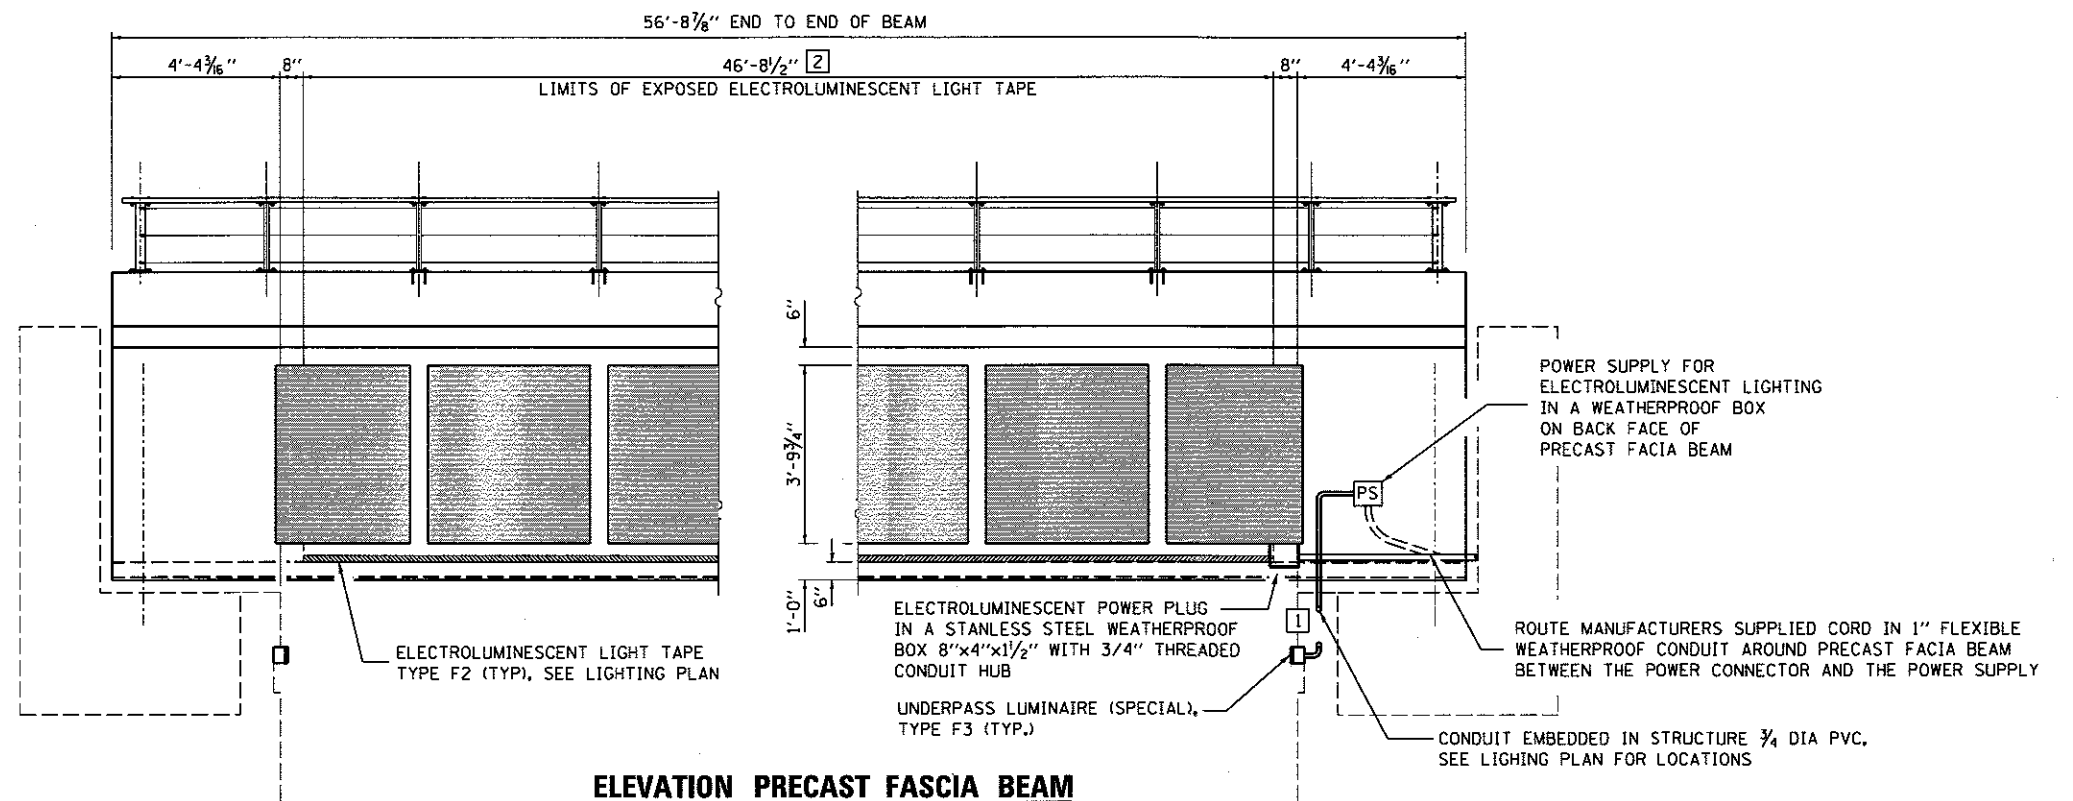 56'-8⅞" END TO END OF BEAM
4'-4 3/16" 8" 46'-8½" 2 8" 4'-4 3/16"
LIMITS OF EXPOSED ELECTROLUMINESCENT LIGHT TAPE
6"
3'-9¾"
1'-0"
6"
POWER SUPPLY FOR
ELECTROLUMINESCENT LIGHTING
IN A WEATHERPROOF BOX
ON BACK FACE OF
PRECAST FACIA BEAM
PS
ELECTROLUMINESCENT LIGHT TAPE
TYPE F2 (TYP), SEE LIGHTING PLAN
ELECTROLUMINESCENT POWER PLUG
IN A STANLESS STEEL WEATHERPROOF
BOX 8"x4"x1½" WITH 3/4" THREADED
CONDUIT HUB
1
UNDERPASS LUMINAIRE (SPECIAL),
TYPE F3 (TYP.)
ROUTE MANUFACTURERS SUPPLIED CORD IN 1" FLEXIBLE
WEATHERPROOF CONDUIT AROUND PRECAST FACIA BEAM
BETWEEN THE POWER CONNECTOR AND THE POWER SUPPLY
CONDUIT EMBEDDED IN STRUCTURE ¾ DIA PVC,
SEE LIGHING PLAN FOR LOCATIONS
ELEVATION PRECAST FASCIA BEAM